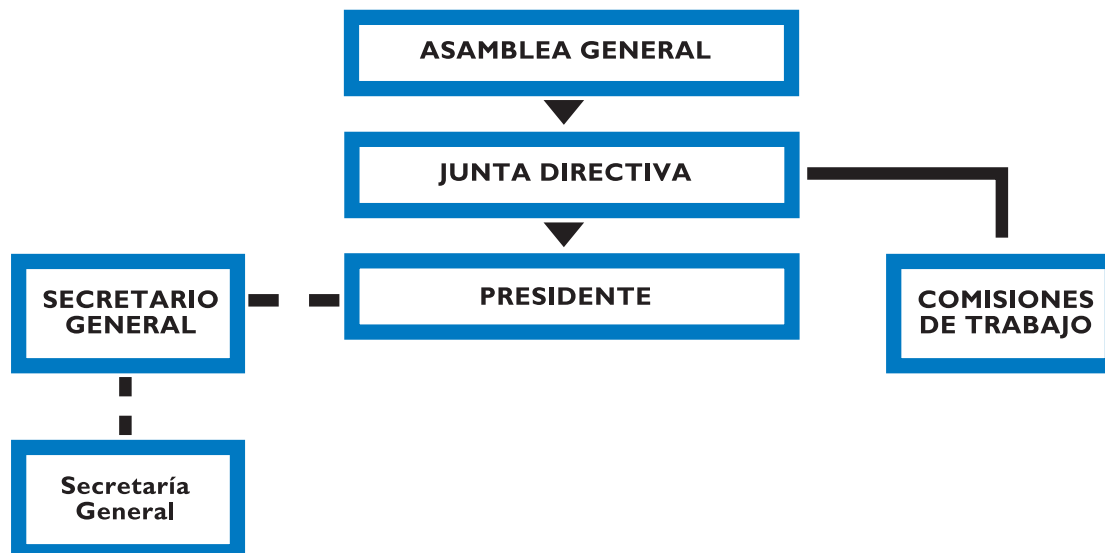 ASAMBLEA GENERAL
JUNTA DIRECTIVA
PRESIDENTE
SECRETARIO
GENERAL
COMISIONES
DE TRABAJO
Secretaría
General